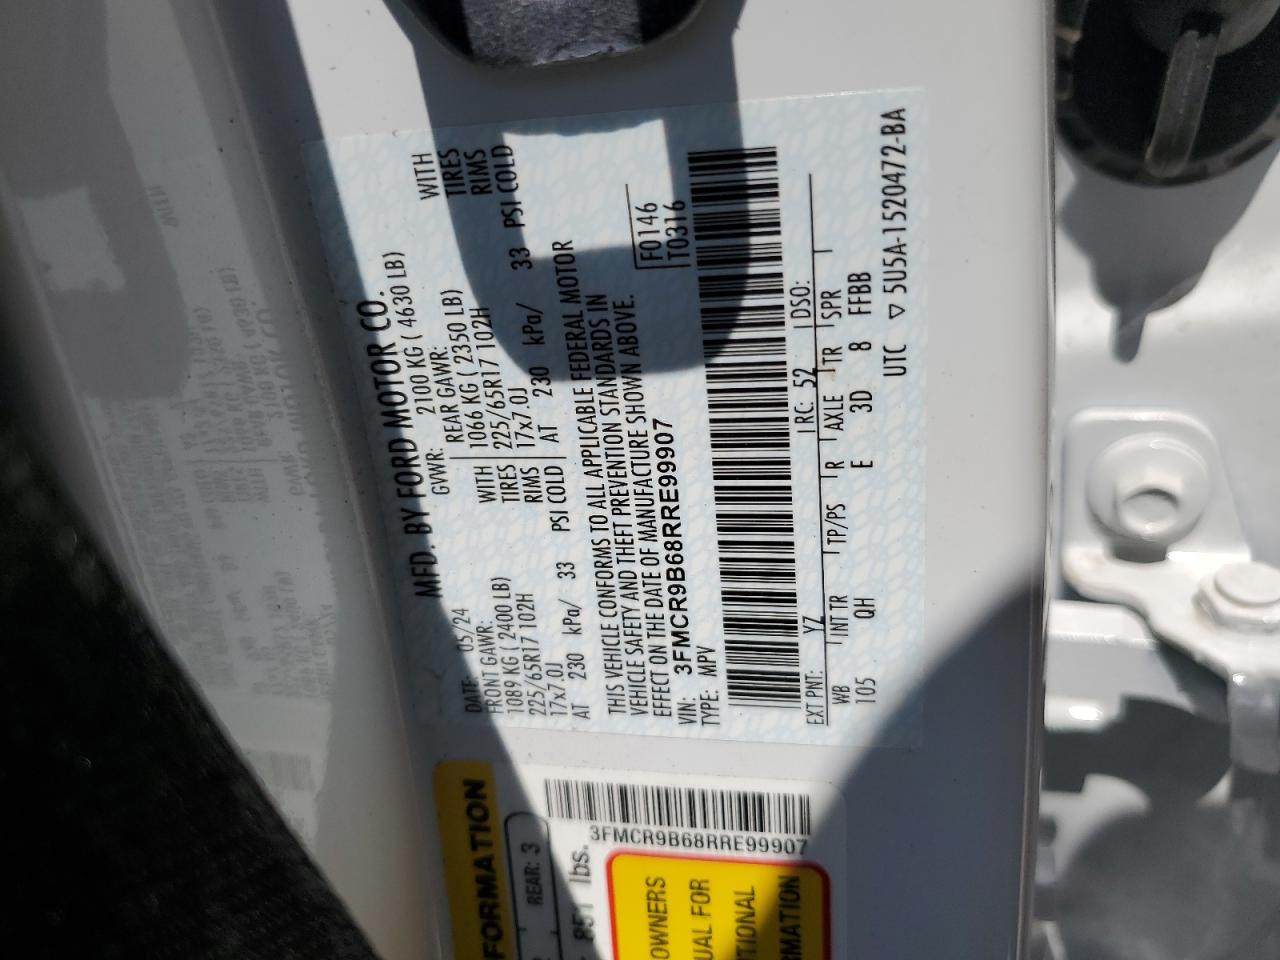 MFD. BY FORD MOTOR CO.
DATE: 05/24 GVWR: 2100 KG ( 4630 LB)
FRONT GAWR: REAR GAWR:
1089 KG ( 2400 LB) WITH 1066 KG ( 2350 LB) WITH
225/65R17 102H TIRES 225/65R17 102H TIRES
17x7.0J RIMS 17x7.0J RIMS
AT 230 kPa/ 33 PSI COLD AT 230 kPa/ 33 PSI COLD
THIS VEHICLE CONFORMS TO ALL APPLICABLE FEDERAL MOTOR
VEHICLE SAFETY AND THEFT PREVENTION STANDARDS IN
EFFECT ON THE DATE OF MANUFACTURE SHOWN ABOVE.
VIN: 3FMCR9B68RRE99907
TYPE: MPV
F0146
T0316
EXT PNT: YZ RC: 52 DSO:
WB INT TR TP/PS R AXLE TR SPR
105 QH E 3D 8 FFBB
UTC ▽ 5U5A-1520472-BA
FORMATION
REAR: 3
851 lbs.
3FMCR9B68RRE99907
OWNERS
UAL FOR
TIONAL
RMATION